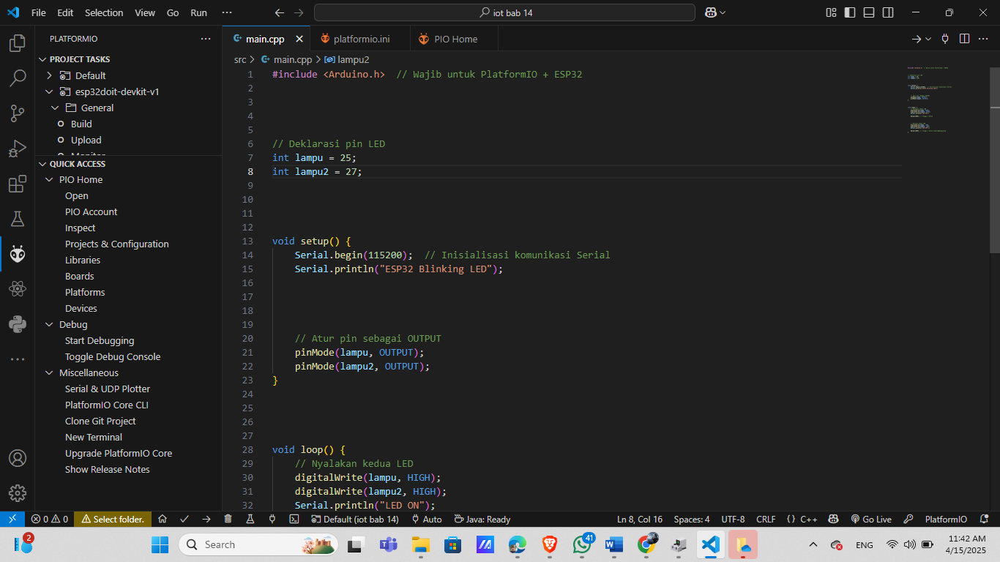 File Edit Selection View Go Run ···
iot bab 14
PLATFORMIO
PROJECT TASKS
Default
esp32doit-devkit-v1
General
Build
Upload
Monitor
QUICK ACCESS
PIO Home
Open
PIO Account
Inspect
Projects & Configuration
Libraries
Boards
Platforms
Devices
Debug
Start Debugging
Toggle Debug Console
Miscellaneous
Serial & UDP Plotter
PlatformIO Core CLI
Clone Git Project
New Terminal
Upgrade PlatformIO Core
Show Release Notes
main.cpp platformio.ini PIO Home
src > main.cpp > lampu2
1 #include <Arduino.h>  // Wajib untuk PlatformIO + ESP32
2
3
4
5
6 // Deklarasi pin LED
7 int lampu = 25;
8 int lampu2 = 27;
9
10
11
12
13 void setup() {
14     Serial.begin(115200);  // Inisialisasi komunikasi Serial
15     Serial.println("ESP32 Blinking LED");
16
17
18
19
20     // Atur pin sebagai OUTPUT
21     pinMode(lampu, OUTPUT);
22     pinMode(lampu2, OUTPUT);
23 }
24
25
26
27
28 void loop() {
29     // Nyalakan kedua LED
30     digitalWrite(lampu, HIGH);
31     digitalWrite(lampu2, HIGH);
32     Serial.println("LED ON");
0 0 Select folder. Default (iot bab 14) Auto Java: Ready Ln 8, Col 16 Spaces: 4 UTF-8 CRLF {} C++ Go Live PlatformIO
2 Search 41 ENG 11:42 AM
4/15/2025